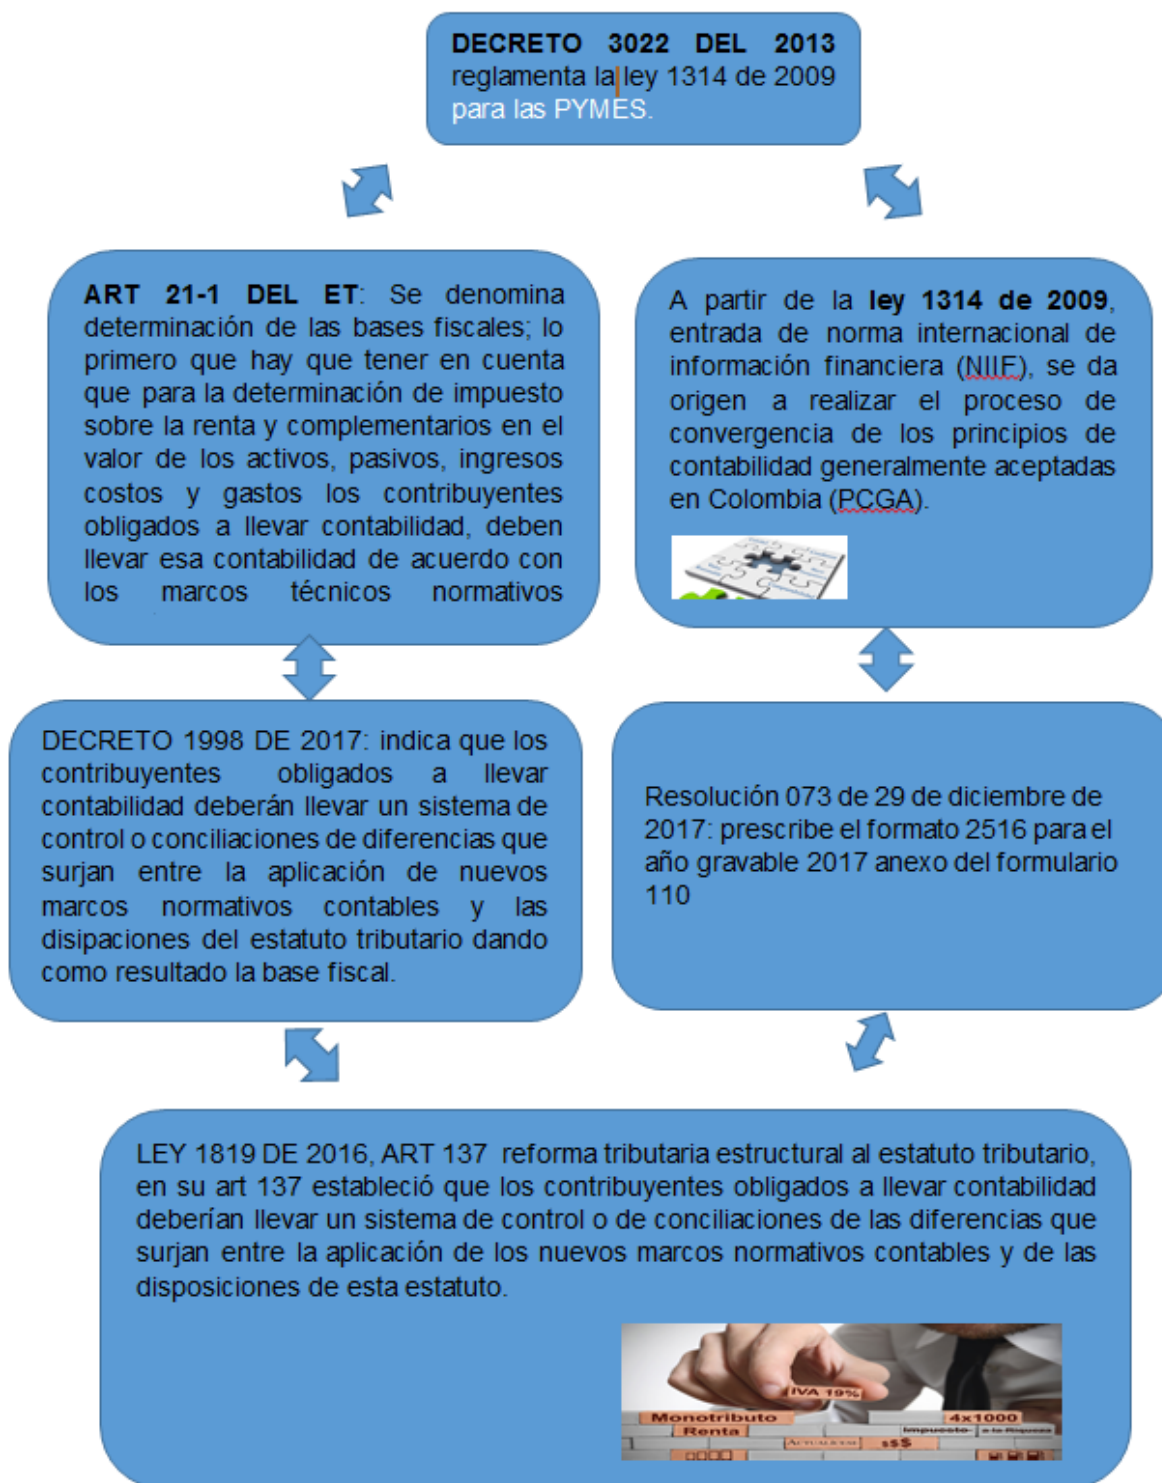 DECRETO 3022 DEL 2013
reglamenta la ley 1314 de 2009
para las PYMES.
ART 21-1 DEL ET: Se denomina
determinación de las bases fiscales; lo
primero que hay que tener en cuenta
que para la determinación de impuesto
sobre la renta y complementarios en el
valor de los activos, pasivos, ingresos
costos y gastos los contribuyentes
obligados a llevar contabilidad, deben
llevar esa contabilidad de acuerdo con
los marcos técnicos normativos
A partir de la ley 1314 de 2009,
entrada de norma internacional de
información financiera (NIIF), se da
origen a realizar el proceso de
convergencia de los principios de
contabilidad generalmente aceptadas
en Colombia (PCGA).
DECRETO 1998 DE 2017: indica que los
contribuyentes obligados a llevar
contabilidad deberán llevar un sistema de
control o conciliaciones de diferencias que
surjan entre la aplicación de nuevos
marcos normativos contables y las
disipaciones del estatuto tributario dando
como resultado la base fiscal.
Resolución 073 de 29 de diciembre de
2017: prescribe el formato 2516 para el
año gravable 2017 anexo del formulario
110
LEY 1819 DE 2016, ART 137 reforma tributaria estructural al estatuto tributario,
en su art 137 estableció que los contribuyentes obligados a llevar contabilidad
deberían llevar un sistema de control o de conciliaciones de las diferencias que
surjan entre la aplicación de los nuevos marcos normativos contables y de las
disposiciones de esta estatuto.
IVA 19%
Monotributo 4x1000
Renta Impuesto a la Riqueza
ACTUALICESE $$$